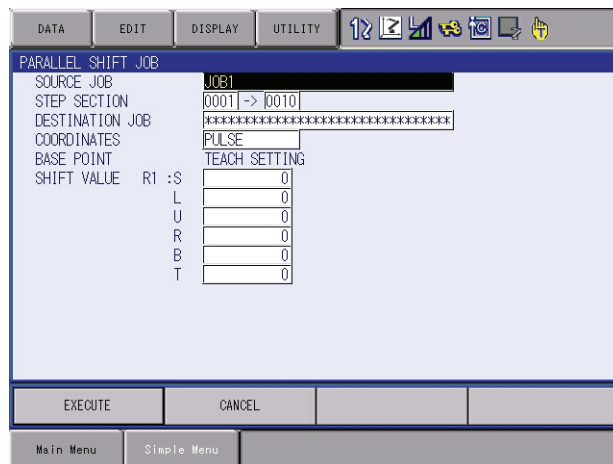 DATA EDIT DISPLAY UTILITY
PARALLEL SHIFT JOB
SOURCE JOB JOB1
STEP SECTION 0001 -> 0010
DESTINATION JOB ********************************
COORDINATES PULSE
BASE POINT TEACH SETTING
SHIFT VALUE R1 :S 0
L 0
U 0
R 0
B 0
T 0
EXECUTE CANCEL
Main Menu Simple Menu